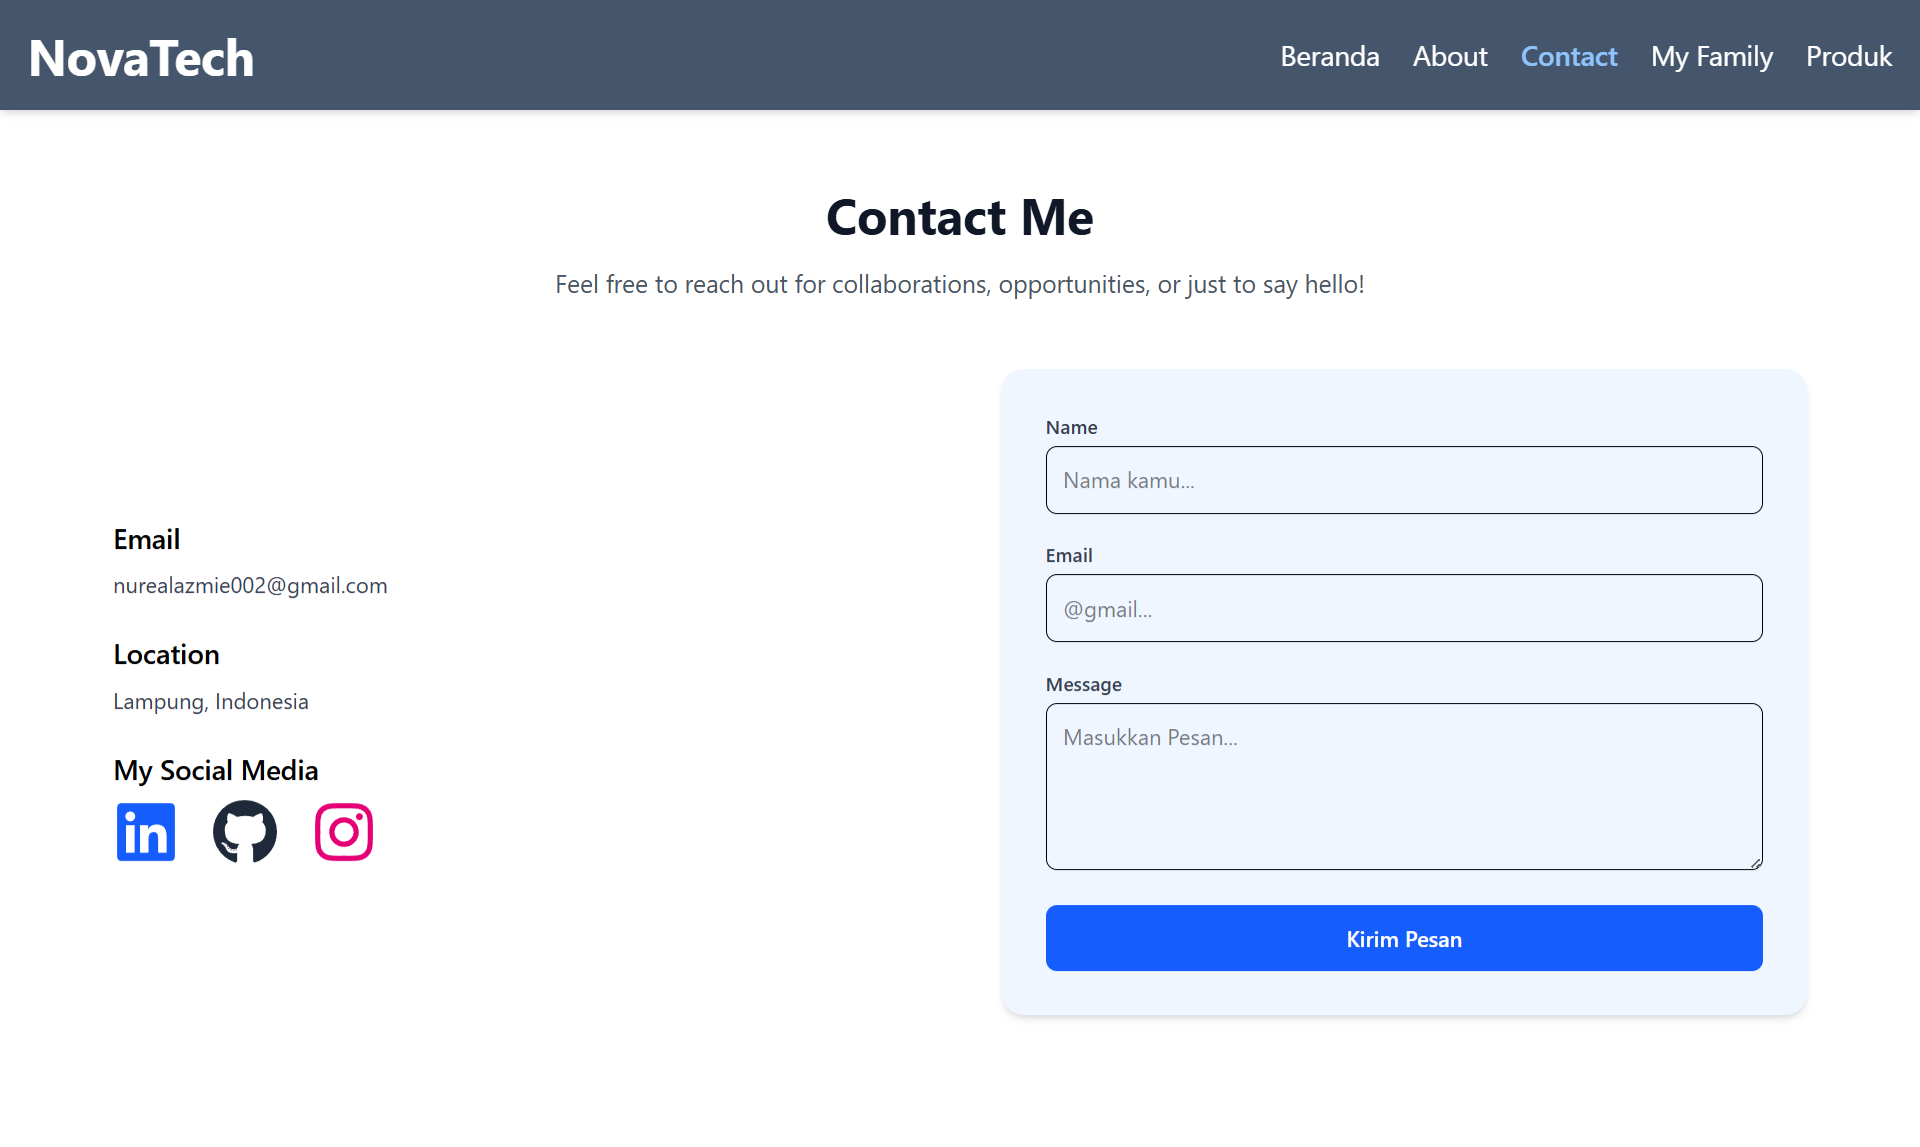 NovaTech
Beranda About Contact My Family Produk
Contact Me
Feel free to reach out for collaborations, opportunities, or just to say hello!
Email
nurealazmie002@gmail.com
Location
Lampung, Indonesia
My Social Media
in
Name
Nama kamu...
Email
@gmail...
Message
Masukkan Pesan...
Kirim Pesan